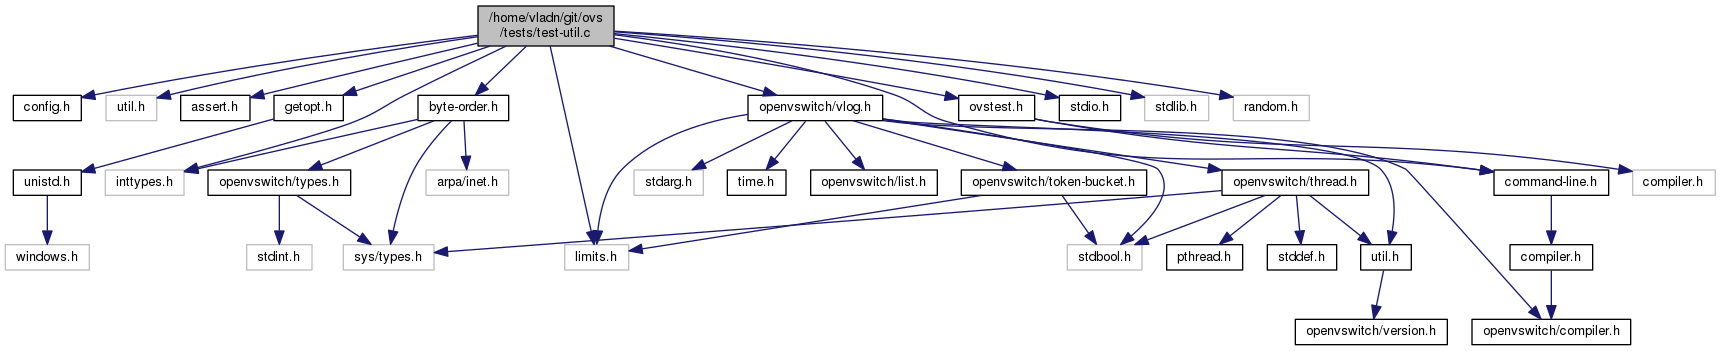 /home/vladn/git/ovs
/tests/test-util.c
config.h
util.h
assert.h
getopt.h
byte-order.h
openvswitch/vlog.h
ovstest.h
stdio.h
stdlib.h
random.h
unistd.h
inttypes.h
openvswitch/types.h
arpa/inet.h
stdarg.h
time.h
openvswitch/list.h
openvswitch/token-bucket.h
openvswitch/thread.h
command-line.h
compiler.h
windows.h
stdint.h
sys/types.h
limits.h
stdbool.h
pthread.h
stddef.h
util.h
compiler.h
openvswitch/version.h
openvswitch/compiler.h